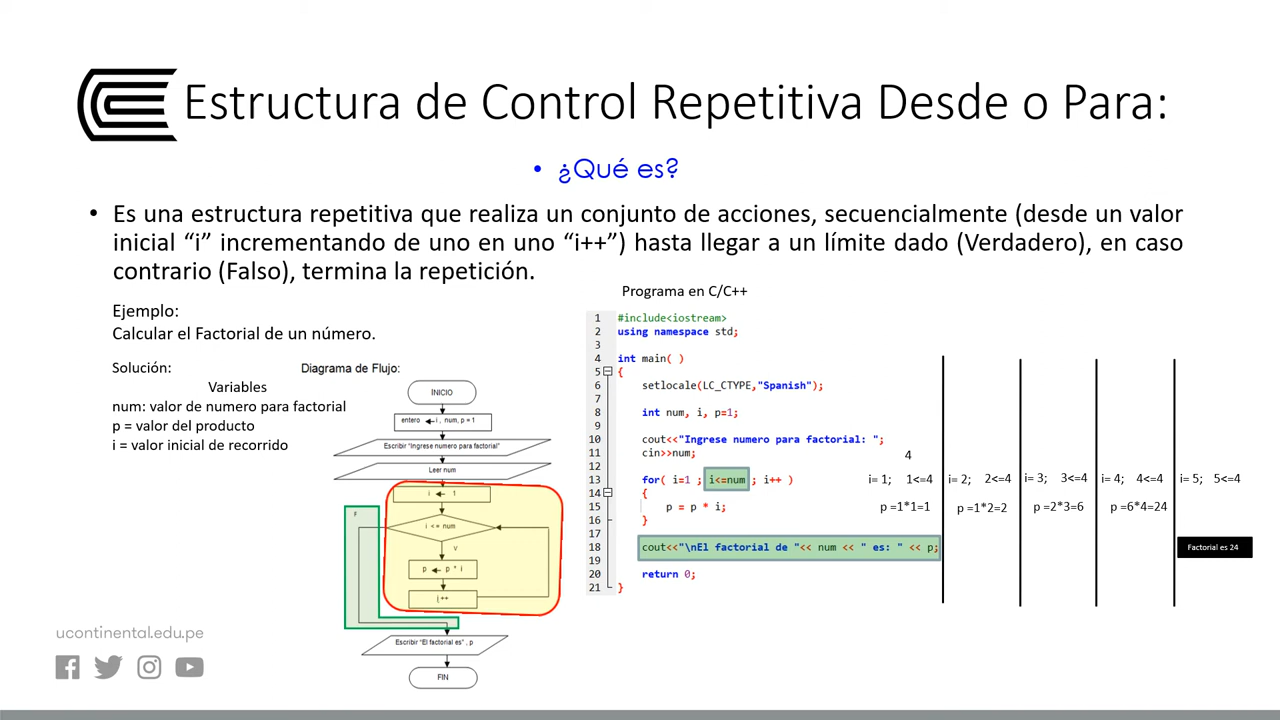 Estructura de Control Repetitiva Desde o Para:
• ¿Qué es?
• Es una estructura repetitiva que realiza un conjunto de acciones, secuencialmente (desde un valor
inicial “i” incrementando de uno en uno “i++”) hasta llegar a un límite dado (Verdadero), en caso
contrario (Falso), termina la repetición.
Ejemplo:
Calcular el Factorial de un número.
Solución:
Variables
num: valor de numero para factorial
p = valor del producto
i = valor inicial de recorrido
Diagrama de Flujo:
INICIO
entero i , num, p = 1
Escribir "Ingrese numero para factorial"
Leer num
i 1
F
i <= num
V
p p * i
i ++
Escribir "El factorial es" , p
FIN
Programa en C/C++
1 #include<iostream>
2 using namespace std;
3
4 int main( )
5 {
6 setlocale(LC_CTYPE,"Spanish");
7
8 int num, i, p=1;
9
10 cout<<"Ingrese numero para factorial: ";
11 cin>>num;
12
13 for( i=1 ; i<=num ; i++ )
14 {
15 p = p * i;
16 }
17
18 cout<<"\nEl factorial de "<< num << " es: " << p;
19
20 return 0;
21 }
4
i= 1; 1<=4
p =1*1=1
i= 2; 2<=4
p =1*2=2
i= 3; 3<=4
p =2*3=6
i= 4; 4<=4
p =6*4=24
i= 5; 5<=4
Factorial es 24
ucontinental.edu.pe